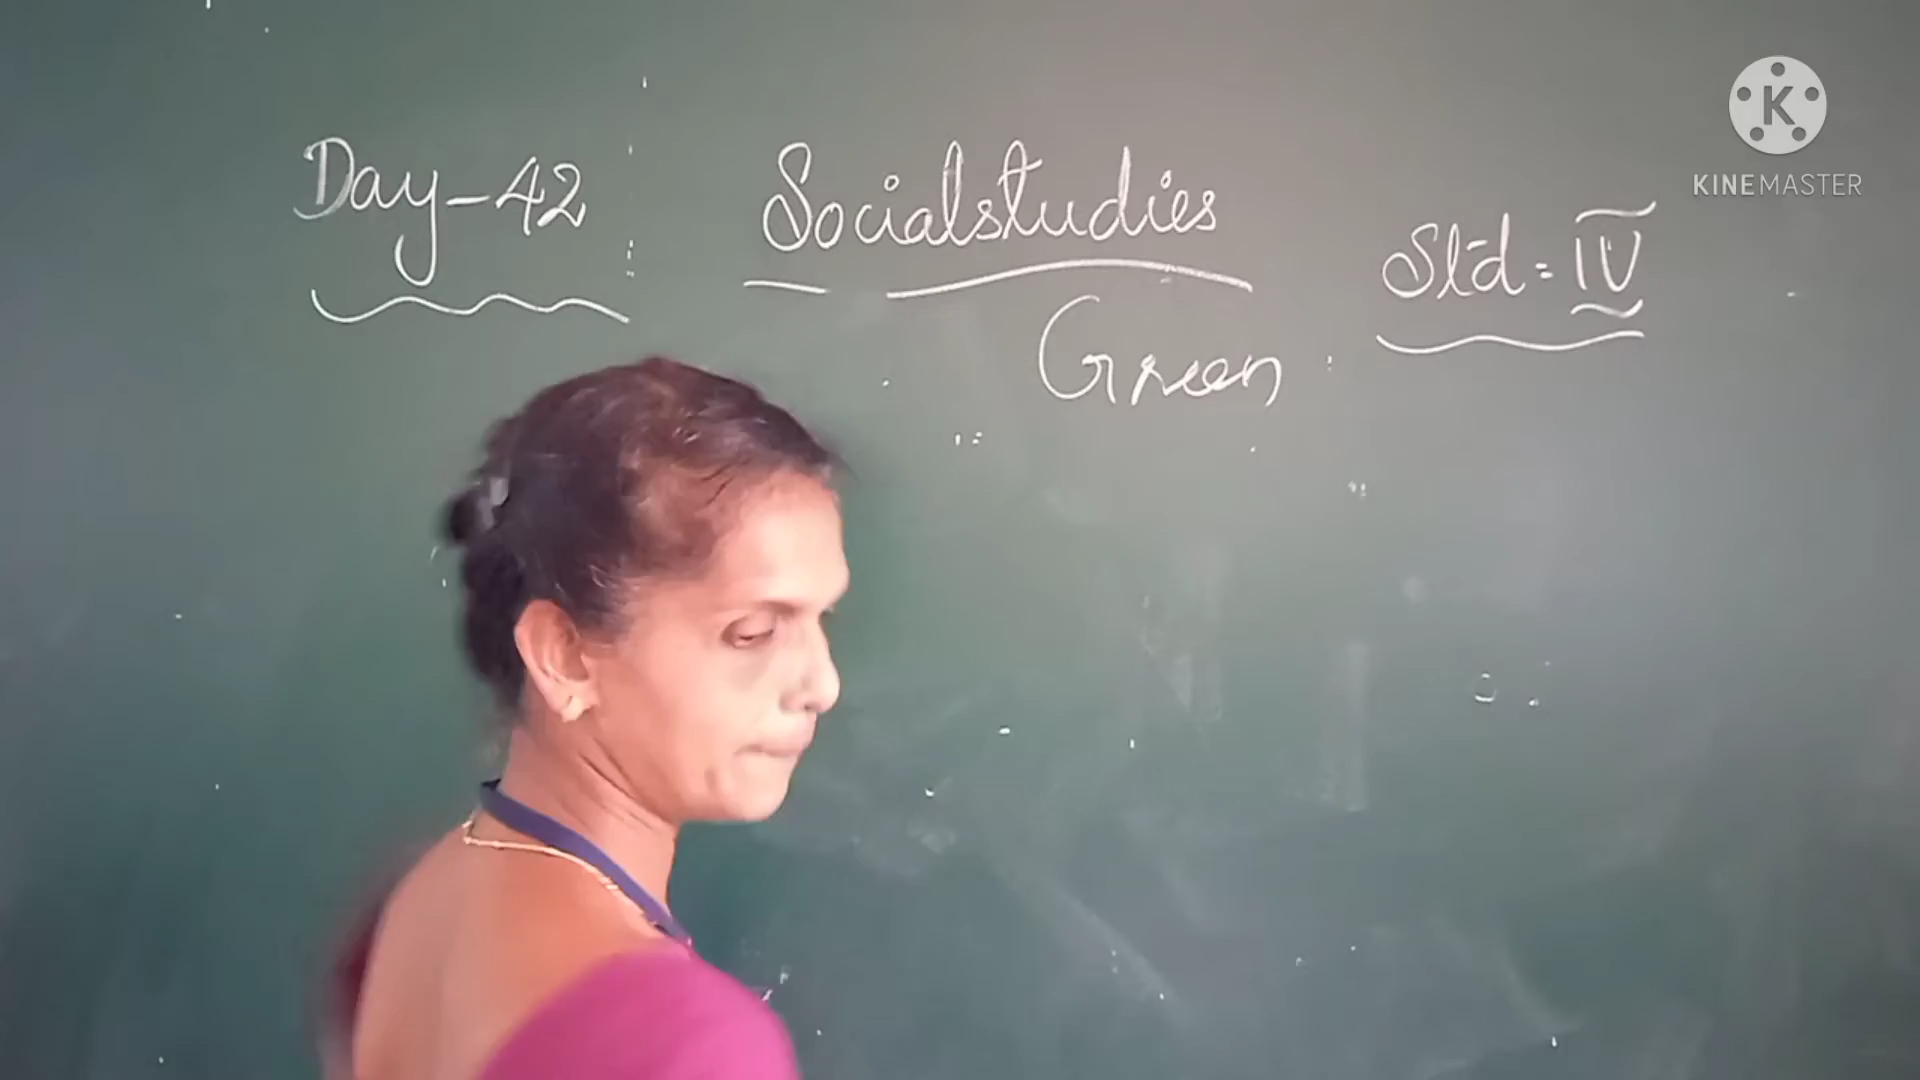 Day-42
Socialstudies
Std = IV
Green
K
KINEMASTER